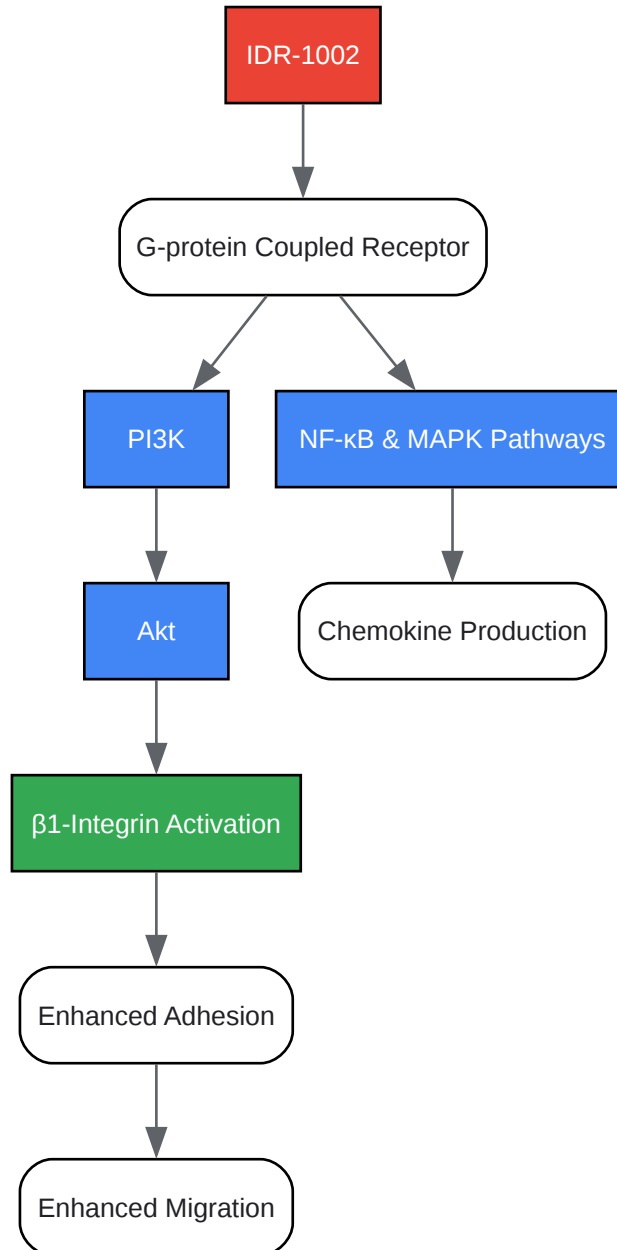 IDR-1002
G-protein Coupled Receptor
PI3K
NF-κB & MAPK Pathways
Akt
Chemokine Production
β1-Integrin Activation
Enhanced Adhesion
Enhanced Migration